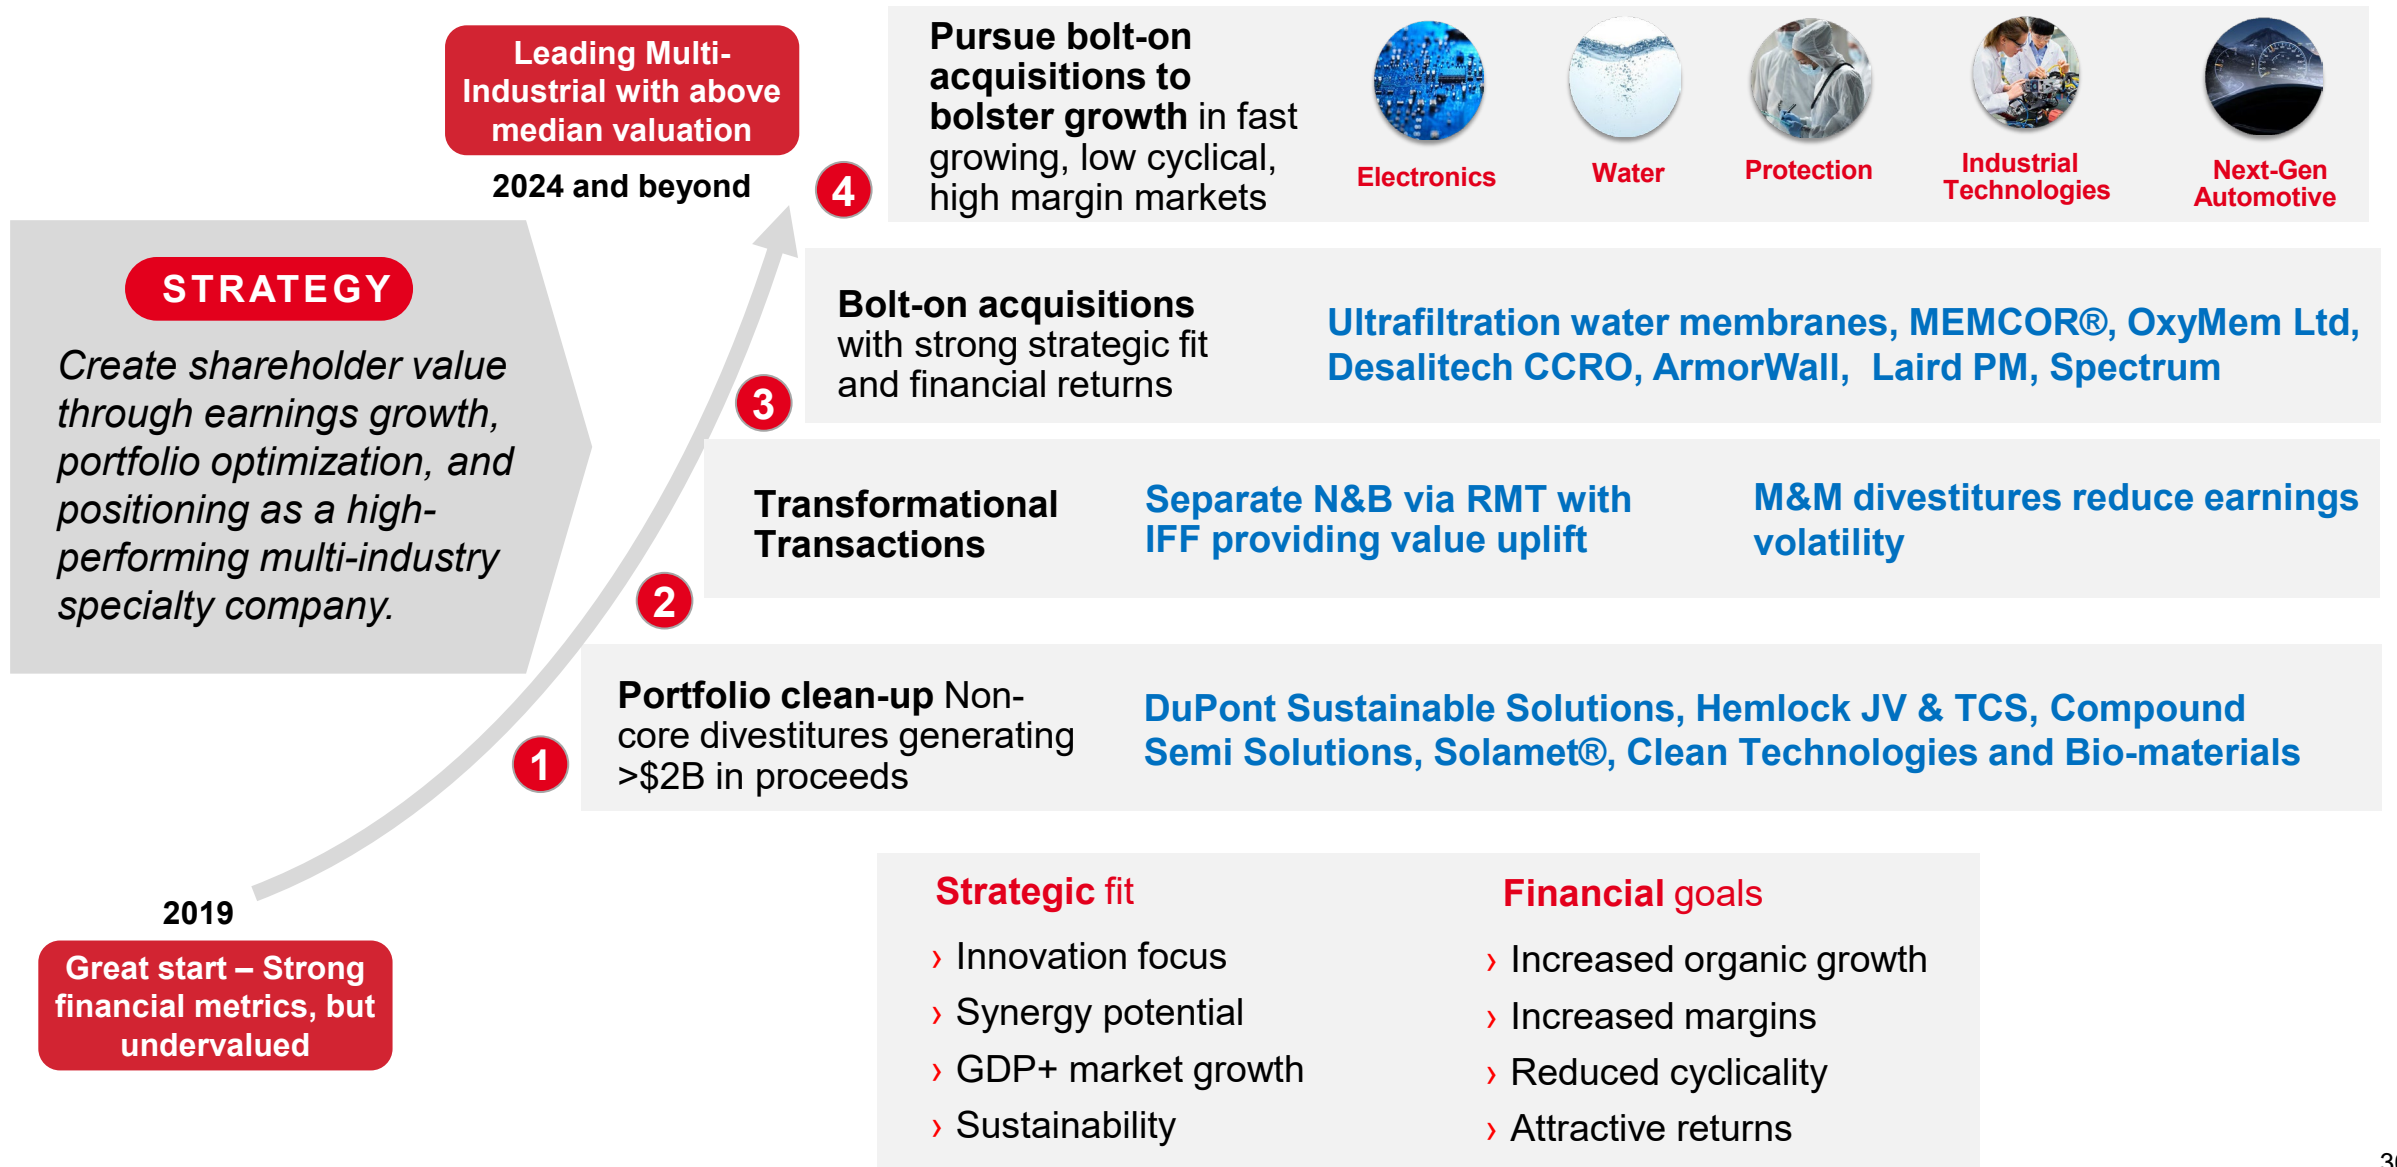 Leading Multi-
Industrial with above
median valuation
2024 and beyond
STRATEGY
Create shareholder value
through earnings growth,
portfolio optimization, and
positioning as a high-
performing multi-industry
specialty company.
2019
Great start – Strong
financial metrics, but
undervalued
4
Pursue bolt-on
acquisitions to
bolster growth in fast
growing, low cyclical,
high margin markets
Electronics
Water
Protection
Industrial
Technologies
Next-Gen
Automotive
3
Bolt-on acquisitions
with strong strategic fit
and financial returns
Ultrafiltration water membranes, MEMCOR®, OxyMem Ltd,
Desalitech CCRO, ArmorWall, Laird PM, Spectrum
2
Transformational
Transactions
Separate N&B via RMT with
IFF providing value uplift
M&M divestitures reduce earnings
volatility
1
Portfolio clean-up Non-
core divestitures generating
>$2B in proceeds
DuPont Sustainable Solutions, Hemlock JV & TCS, Compound
Semi Solutions, Solamet®, Clean Technologies and Bio-materials
Strategic fit
› Innovation focus
› Synergy potential
› GDP+ market growth
› Sustainability
Financial goals
› Increased organic growth
› Increased margins
› Reduced cyclicality
› Attractive returns